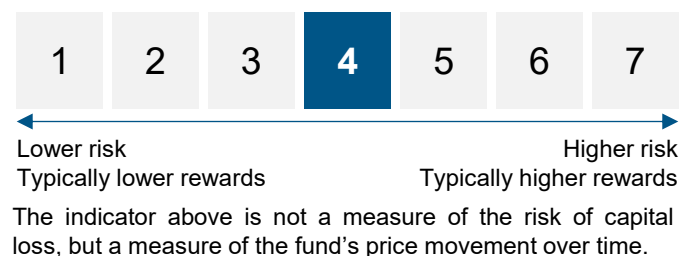 1 2 3 4 5 6 7
Lower risk Higher risk
Typically lower rewards Typically higher rewards
The indicator above is not a measure of the risk of capital
loss, but a measure of the fund's price movement over time.